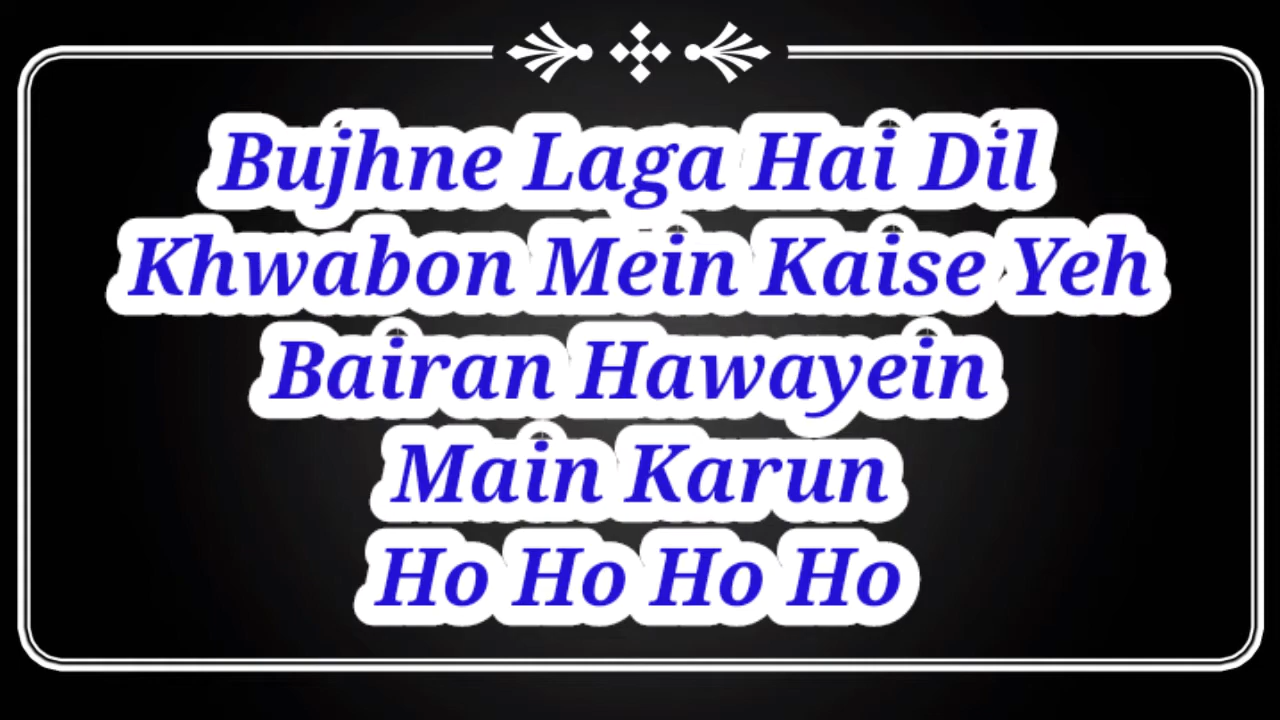 Bujhne Laga Hai Dil
Khwabon Mein Kaise Yeh
Bairan Hawayein
Main Karun
Ho Ho Ho Ho